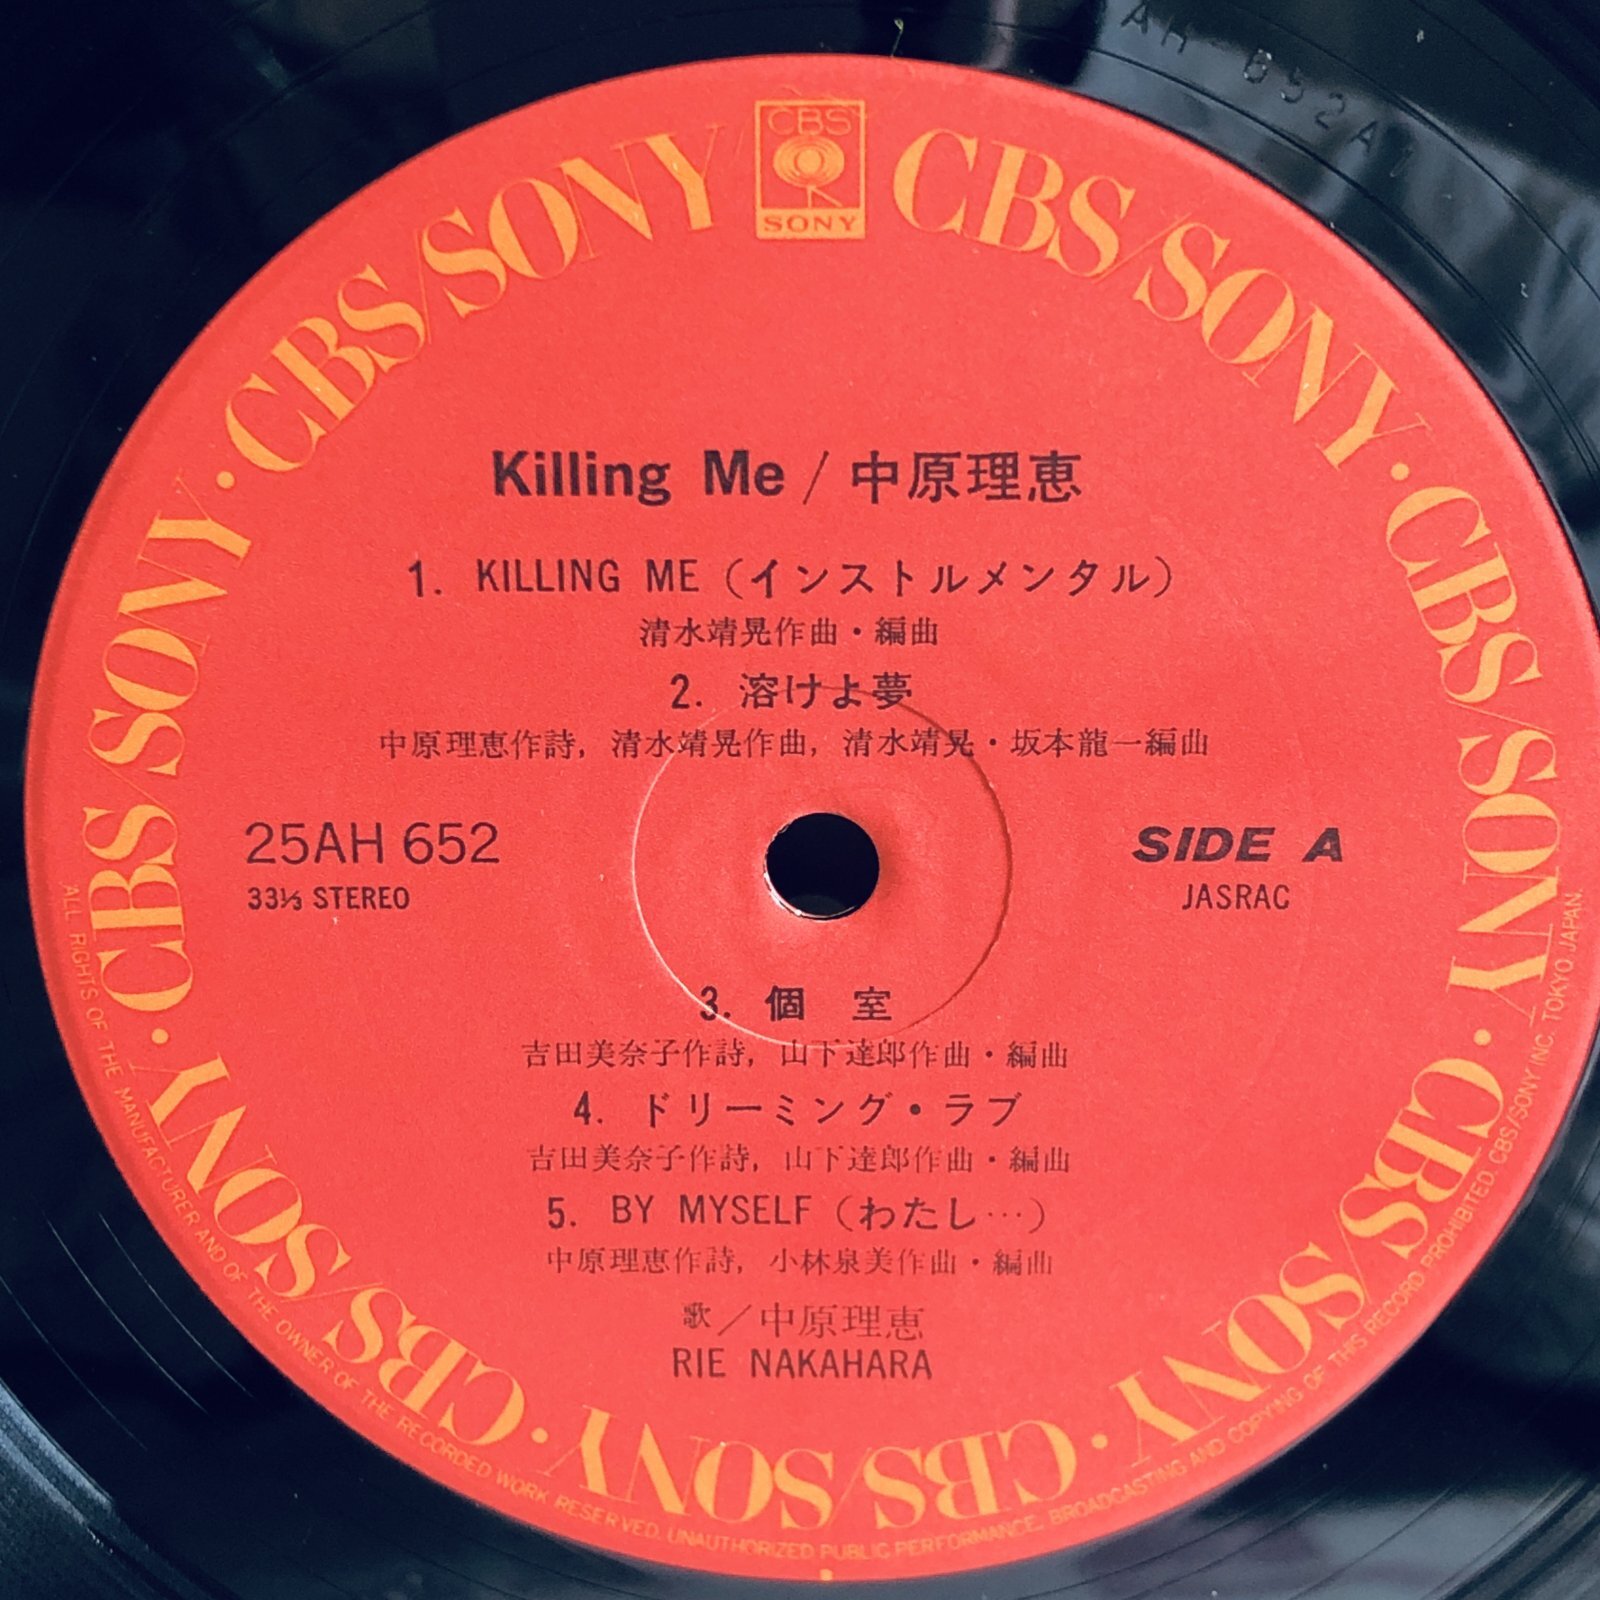 AH 652A
CBS
SONY
CBS/SONY · CBS/SONY · CBS/SONY · CBS/SONY · CBS/SONY · CBS/SONY · CBS/SONY · CBS/SONY
Killing Me / 中原理恵
1. KILLING ME (インストルメンタル)
清水靖晃作曲・編曲
2. 溶けよ夢
中原理恵作詩, 清水靖晃作曲, 清水靖晃・坂本龍一編曲
25AH 652
33⅓ STEREO
SIDE A
JASRAC
3. 個 室
吉田美奈子作詩, 山下達郎作曲・編曲
4. ドリーミング・ラブ
吉田美奈子作詩, 山下達郎作曲・編曲
5. BY MYSELF (わたし…)
中原理恵作詩, 小林泉美作曲・編曲
歌／中原理恵
RIE NAKAHARA
ALL RIGHTS OF THE MANUFACTURER AND OF THE OWNER OF THE RECORDED WORK RESERVED. UNAUTHORIZED PUBLIC PERFORMANCE, BROADCASTING AND COPYING OF THIS RECORD PROHIBITED. CBS/SONY INC. TOKYO JAPAN.